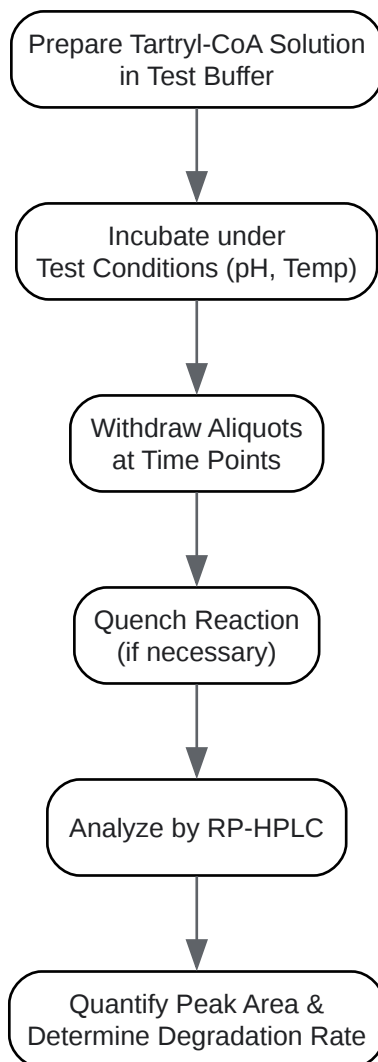 Prepare Tartryl-CoA Solution
in Test Buffer
Incubate under
Test Conditions (pH, Temp)
Withdraw Aliquots
at Time Points
Quench Reaction
(if necessary)
Analyze by RP-HPLC
Quantify Peak Area &
Determine Degradation Rate